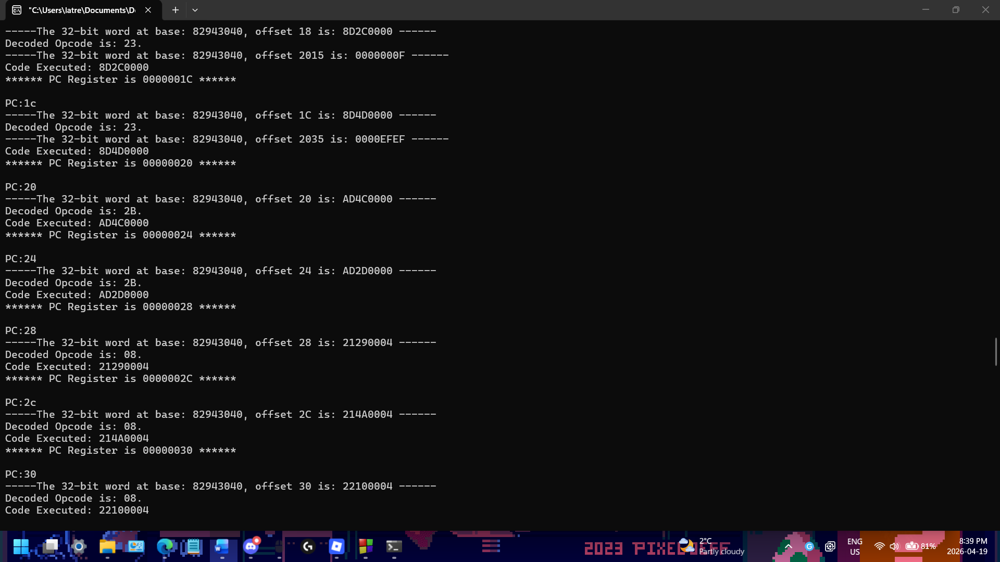 "C:\Users\latre\Documents\D
-----The 32-bit word at base: 82943040, offset 18 is: 8D2C0000 ------
Decoded Opcode is: 23.
-----The 32-bit word at base: 82943040, offset 2015 is: 0000000F ------
Code Executed: 8D2C0000
****** PC Register is 0000001C ******
PC:1c
-----The 32-bit word at base: 82943040, offset 1C is: 8D4D0000 ------
Decoded Opcode is: 23.
-----The 32-bit word at base: 82943040, offset 2035 is: 0000EFEF ------
Code Executed: 8D4D0000
****** PC Register is 00000020 ******
PC:20
-----The 32-bit word at base: 82943040, offset 20 is: AD4C0000 ------
Decoded Opcode is: 2B.
Code Executed: AD4C0000
****** PC Register is 00000024 ******
PC:24
-----The 32-bit word at base: 82943040, offset 24 is: AD2D0000 ------
Decoded Opcode is: 2B.
Code Executed: AD2D0000
****** PC Register is 00000028 ******
PC:28
-----The 32-bit word at base: 82943040, offset 28 is: 21290004 ------
Decoded Opcode is: 08.
Code Executed: 21290004
****** PC Register is 0000002C ******
PC:2c
-----The 32-bit word at base: 82943040, offset 2C is: 214A0004 ------
Decoded Opcode is: 08.
Code Executed: 214A0004
****** PC Register is 00000030 ******
PC:30
-----The 32-bit word at base: 82943040, offset 30 is: 22100004 ------
Decoded Opcode is: 08.
Code Executed: 22100004
2023 PIXEL
2°C
Partly cloudy
ENG
US
81%
8:39 PM
2026-04-19